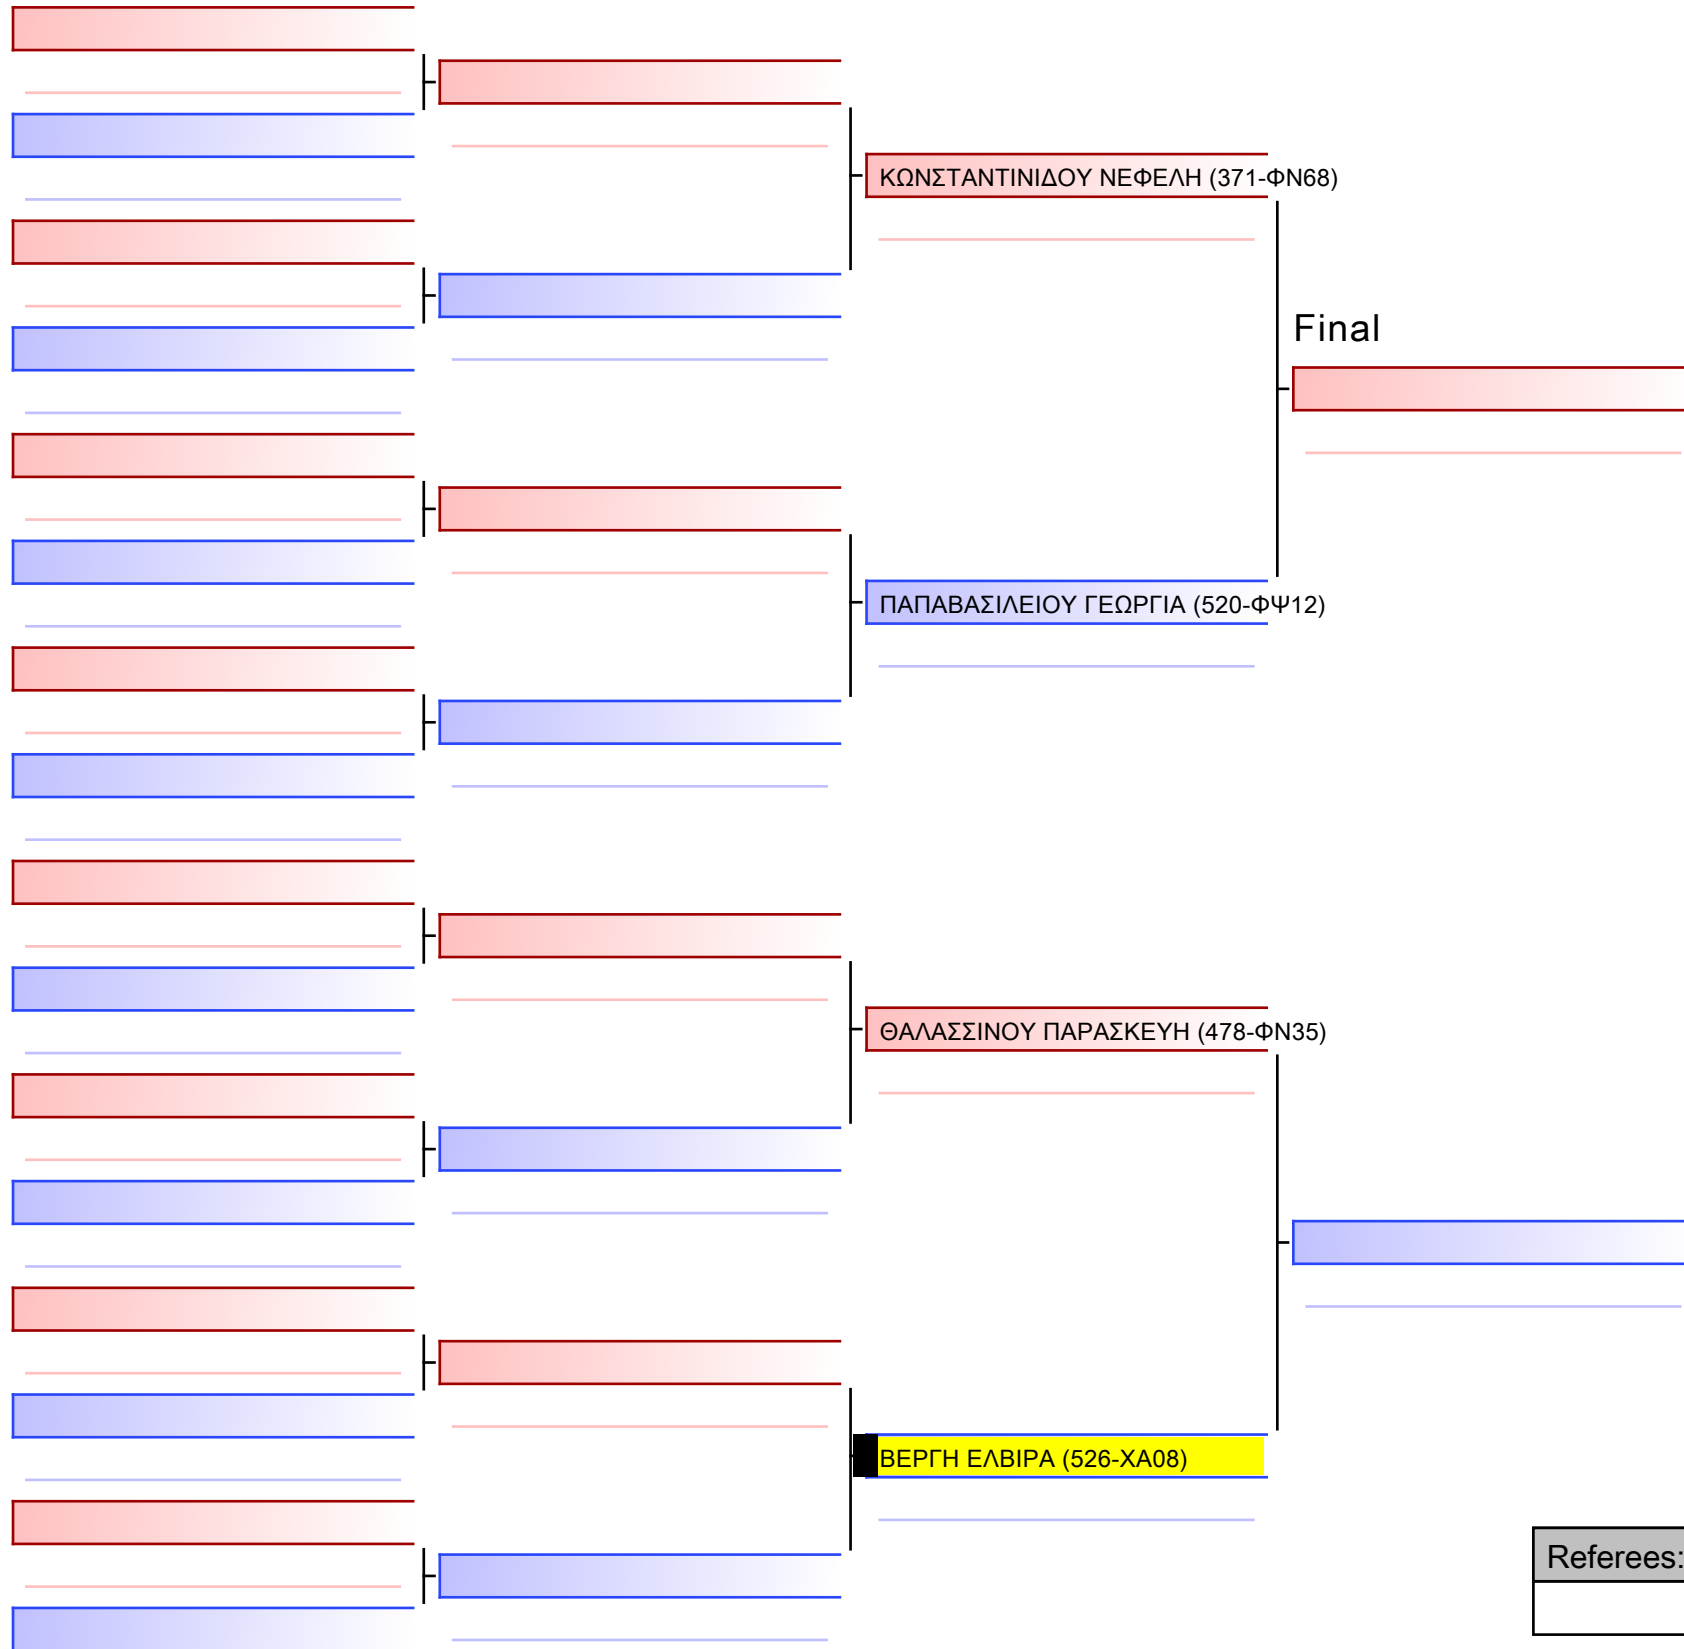 ΚΩΝΣΤΑΝΤΙΝΙΔΟΥ ΝΕΦΕΛΗ (371-ΦΝ68)
Final
ΠΑΠΑΒΑΣΙΛΕΙΟΥ ΓΕΩΡΓΙΑ (520-ΦΨ12)
ΘΑΛΑΣΣΙΝΟΥ ΠΑΡΑΣΚΕΥΗ (478-ΦΝ35)
ΒΕΡΓΗ ΕΛΒΙΡΑ (526-ΧΑ08)
Referees: